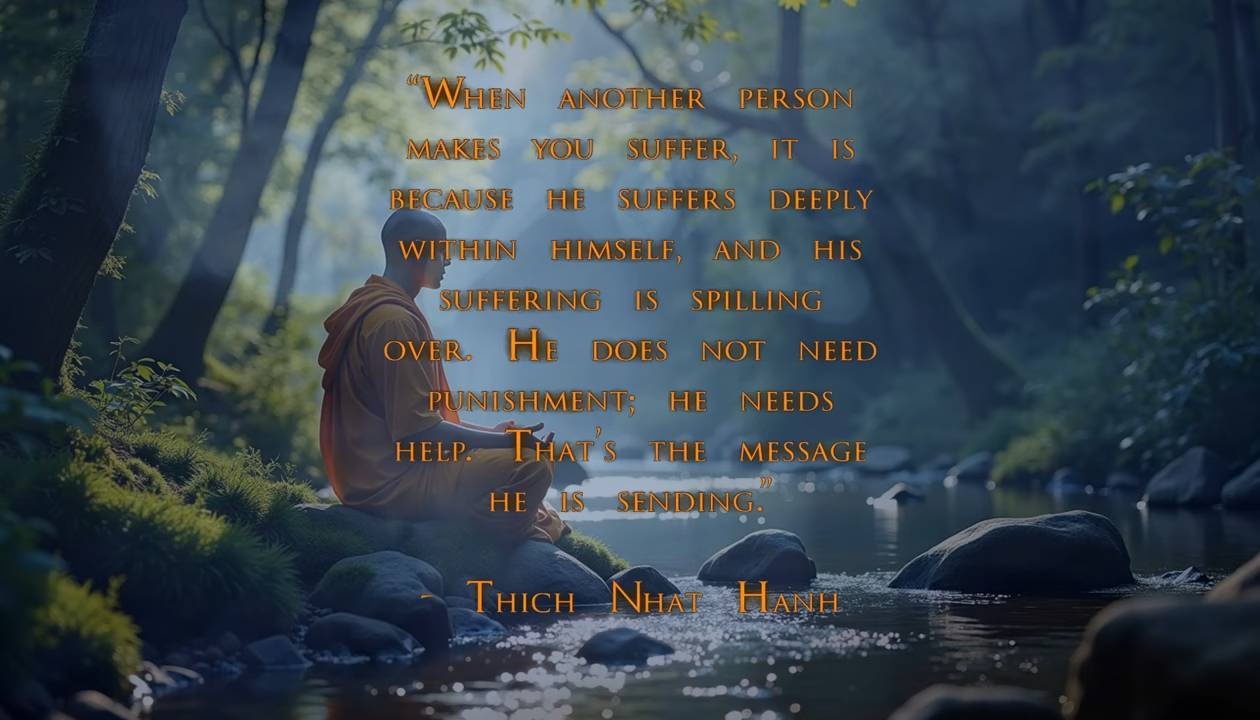 “When another person
makes you suffer, it is
because he suffers deeply
within himself, and his
suffering is spilling
over. He does not need
punishment; he needs
help. That's the message
he is sending.”
- Thich Nhat Hanh